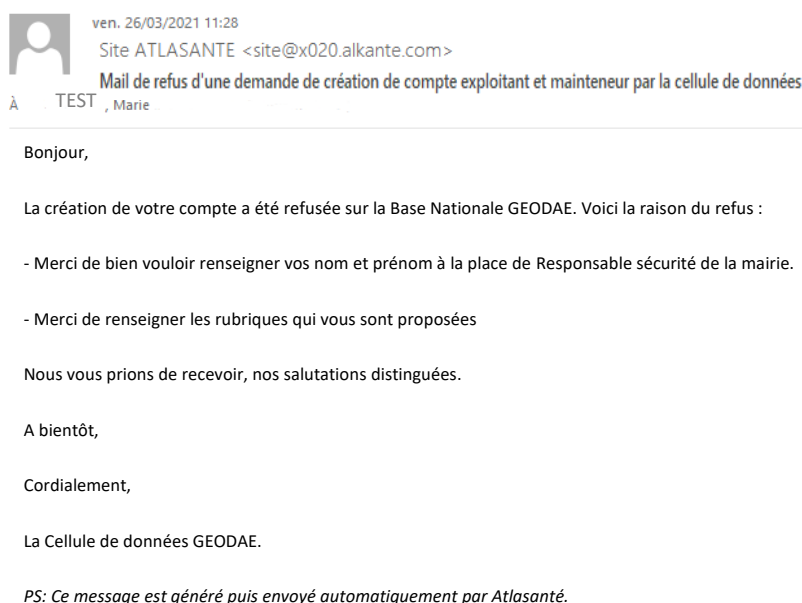 ven. 26/03/2021 11:28
Site ATLASANTE <site@x020.alkante.com>
Mail de refus d'une demande de création de compte exploitant et mainteneur par la cellule de données
À TEST , Marie
Bonjour,
La création de votre compte a été refusée sur la Base Nationale GEODAE. Voici la raison du refus :
- Merci de bien vouloir renseigner vos nom et prénom à la place de Responsable sécurité de la mairie.
- Merci de renseigner les rubriques qui vous sont proposées
Nous vous prions de recevoir, nos salutations distinguées.
A bientôt,
Cordialement,
La Cellule de données GEODAE.
PS: Ce message est généré puis envoyé automatiquement par Atlasanté.